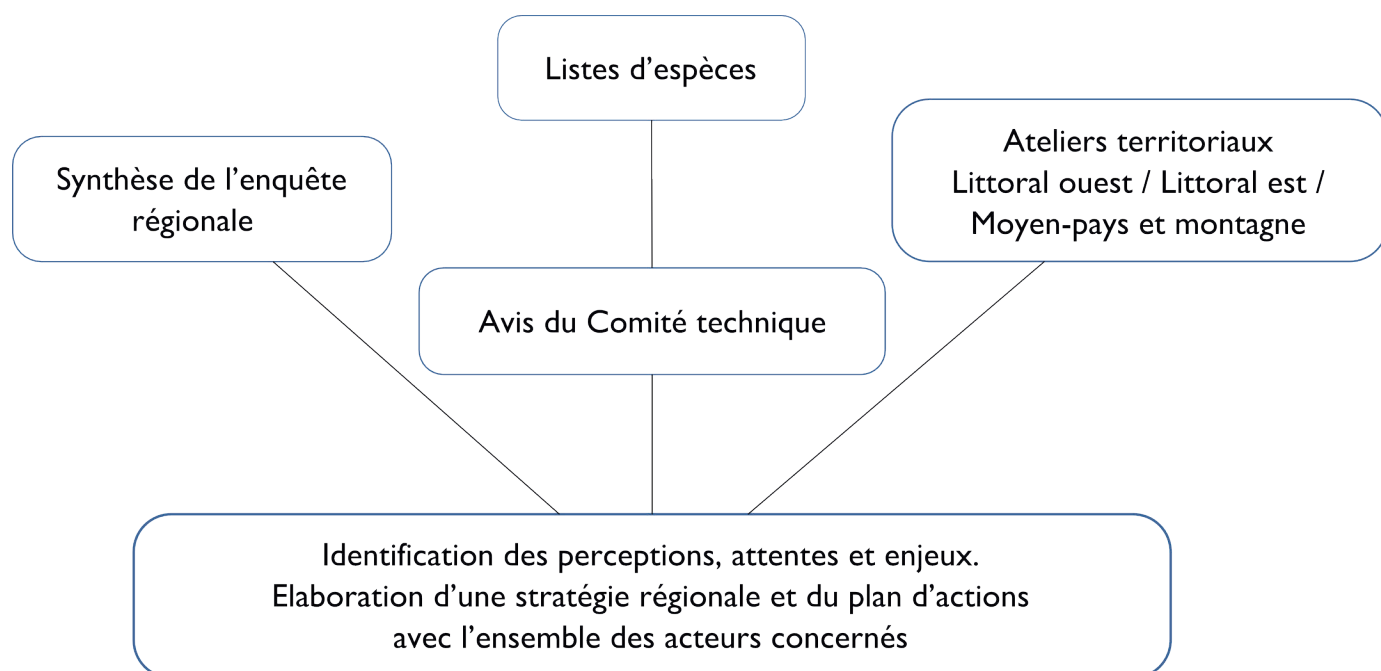 Listes d'espèces
Synthèse de l'enquête
régionale
Ateliers territoriaux
Littoral ouest / Littoral est /
Moyen-pays et montagne
Avis du Comité technique
Identification des perceptions, attentes et enjeux.
Elaboration d'une stratégie régionale et du plan d'actions
avec l'ensemble des acteurs concernés